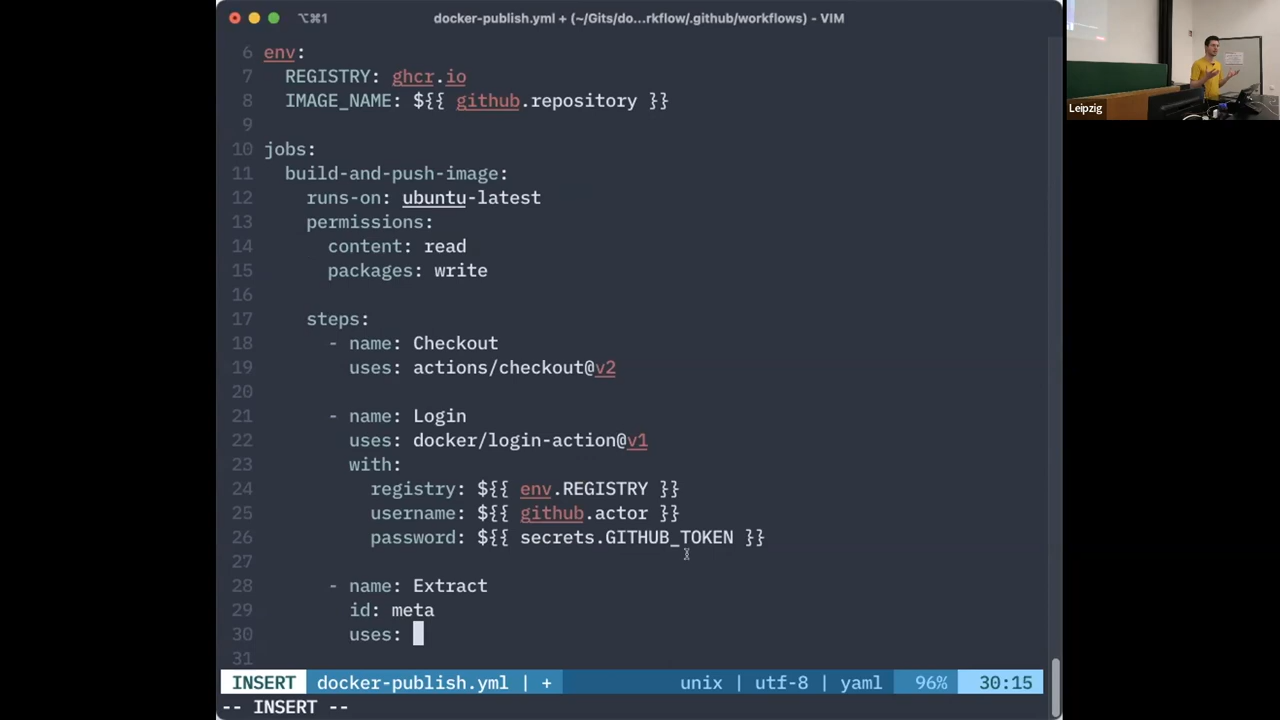 ⌥⌘1
docker-publish.yml + (~/Gits/do...rkflow/.github/workflows) - VIM
6 env:
7 REGISTRY: ghcr.io
8 IMAGE_NAME: ${{ github.repository }}
9
10 jobs:
11 build-and-push-image:
12 runs-on: ubuntu-latest
13 permissions:
14 content: read
15 packages: write
16
17 steps:
18 - name: Checkout
19 uses: actions/checkout@v2
20
21 - name: Login
22 uses: docker/login-action@v1
23 with:
24 registry: ${{ env.REGISTRY }}
25 username: ${{ github.actor }}
26 password: ${{ secrets.GITHUB_TOKEN }}
27
28 - name: Extract
29 id: meta
30 uses:
31
INSERT docker-publish.yml | + unix | utf-8 | yaml 96% 30:15
-- INSERT --
Leipzig